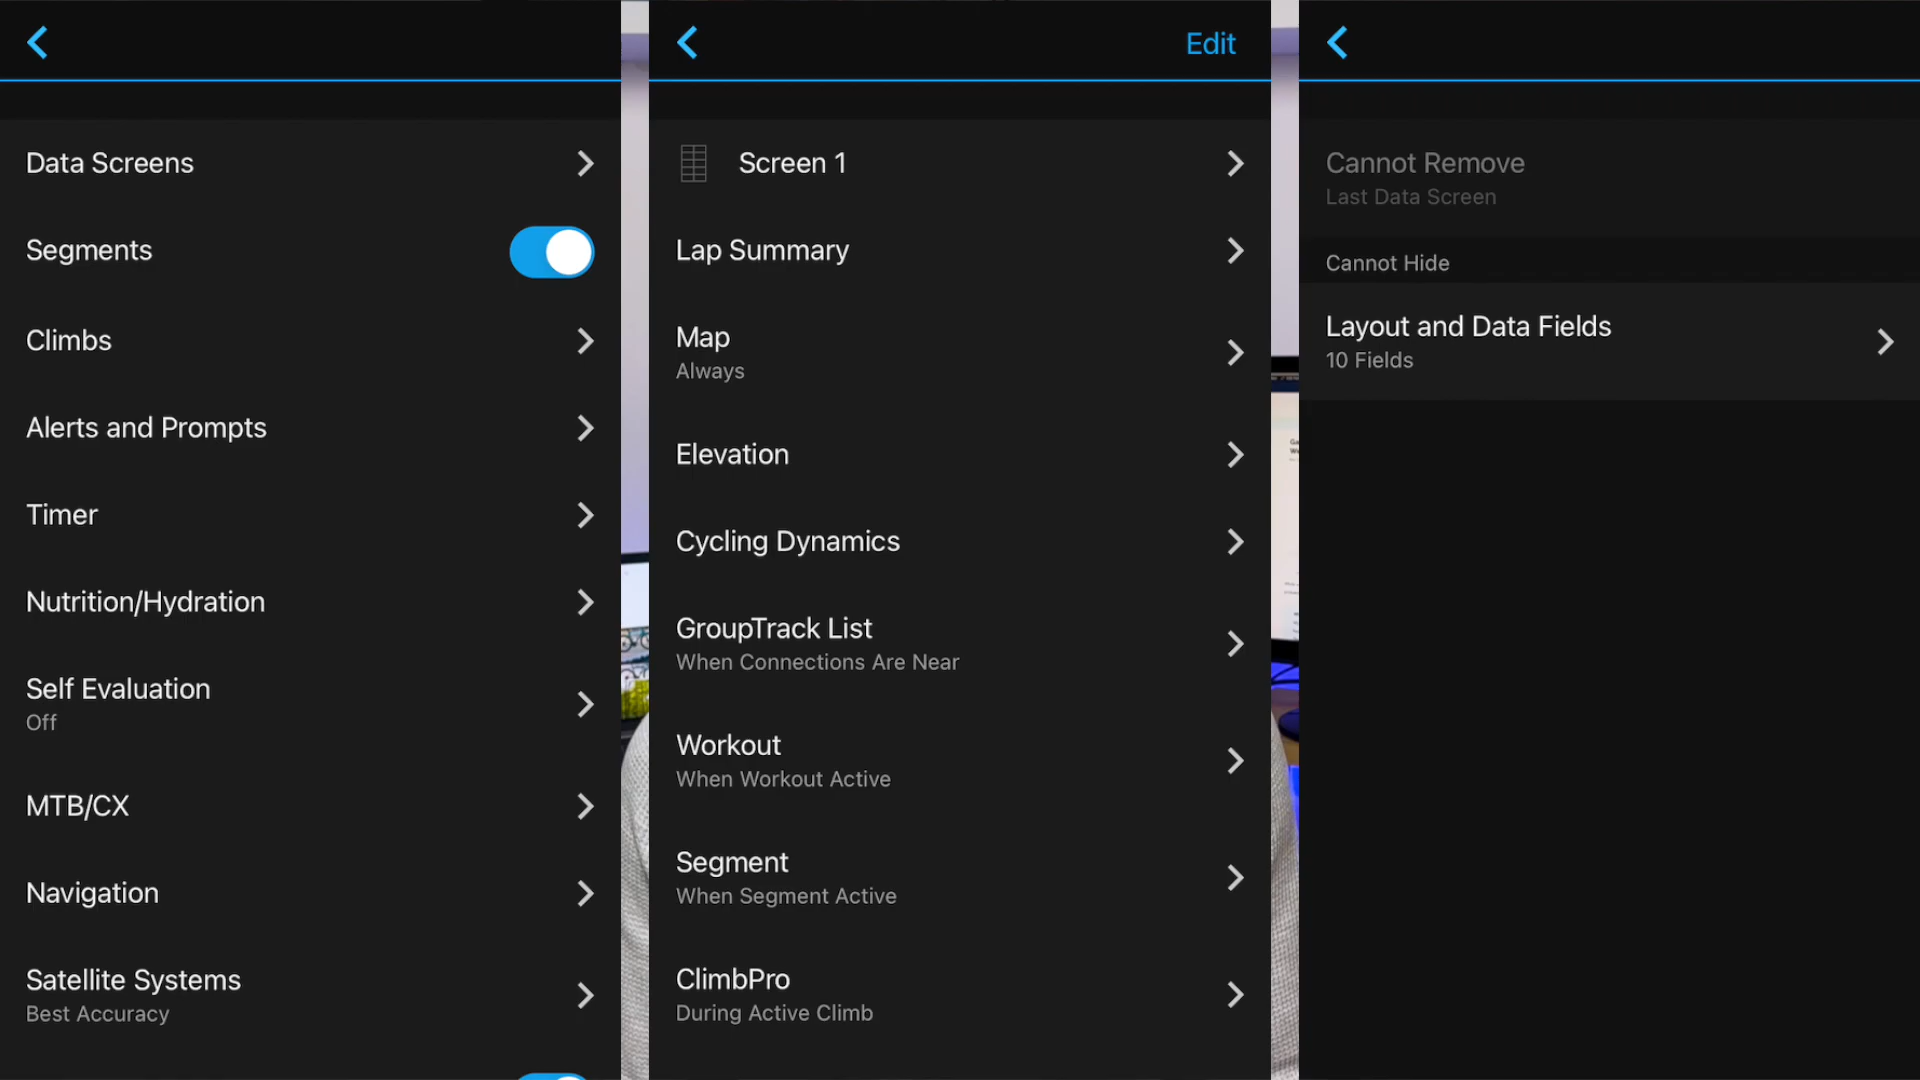 Data Screens
Segments
Climbs
Alerts and Prompts
Timer
Nutrition/Hydration
Self Evaluation
Off
MTB/CX
Navigation
Satellite Systems
Best Accuracy
Edit
Screen 1
Lap Summary
Map
Always
Elevation
Cycling Dynamics
GroupTrack List
When Connections Are Near
Workout
When Workout Active
Segment
When Segment Active
ClimbPro
During Active Climb
Cannot Remove
Last Data Screen
Cannot Hide
Layout and Data Fields
10 Fields